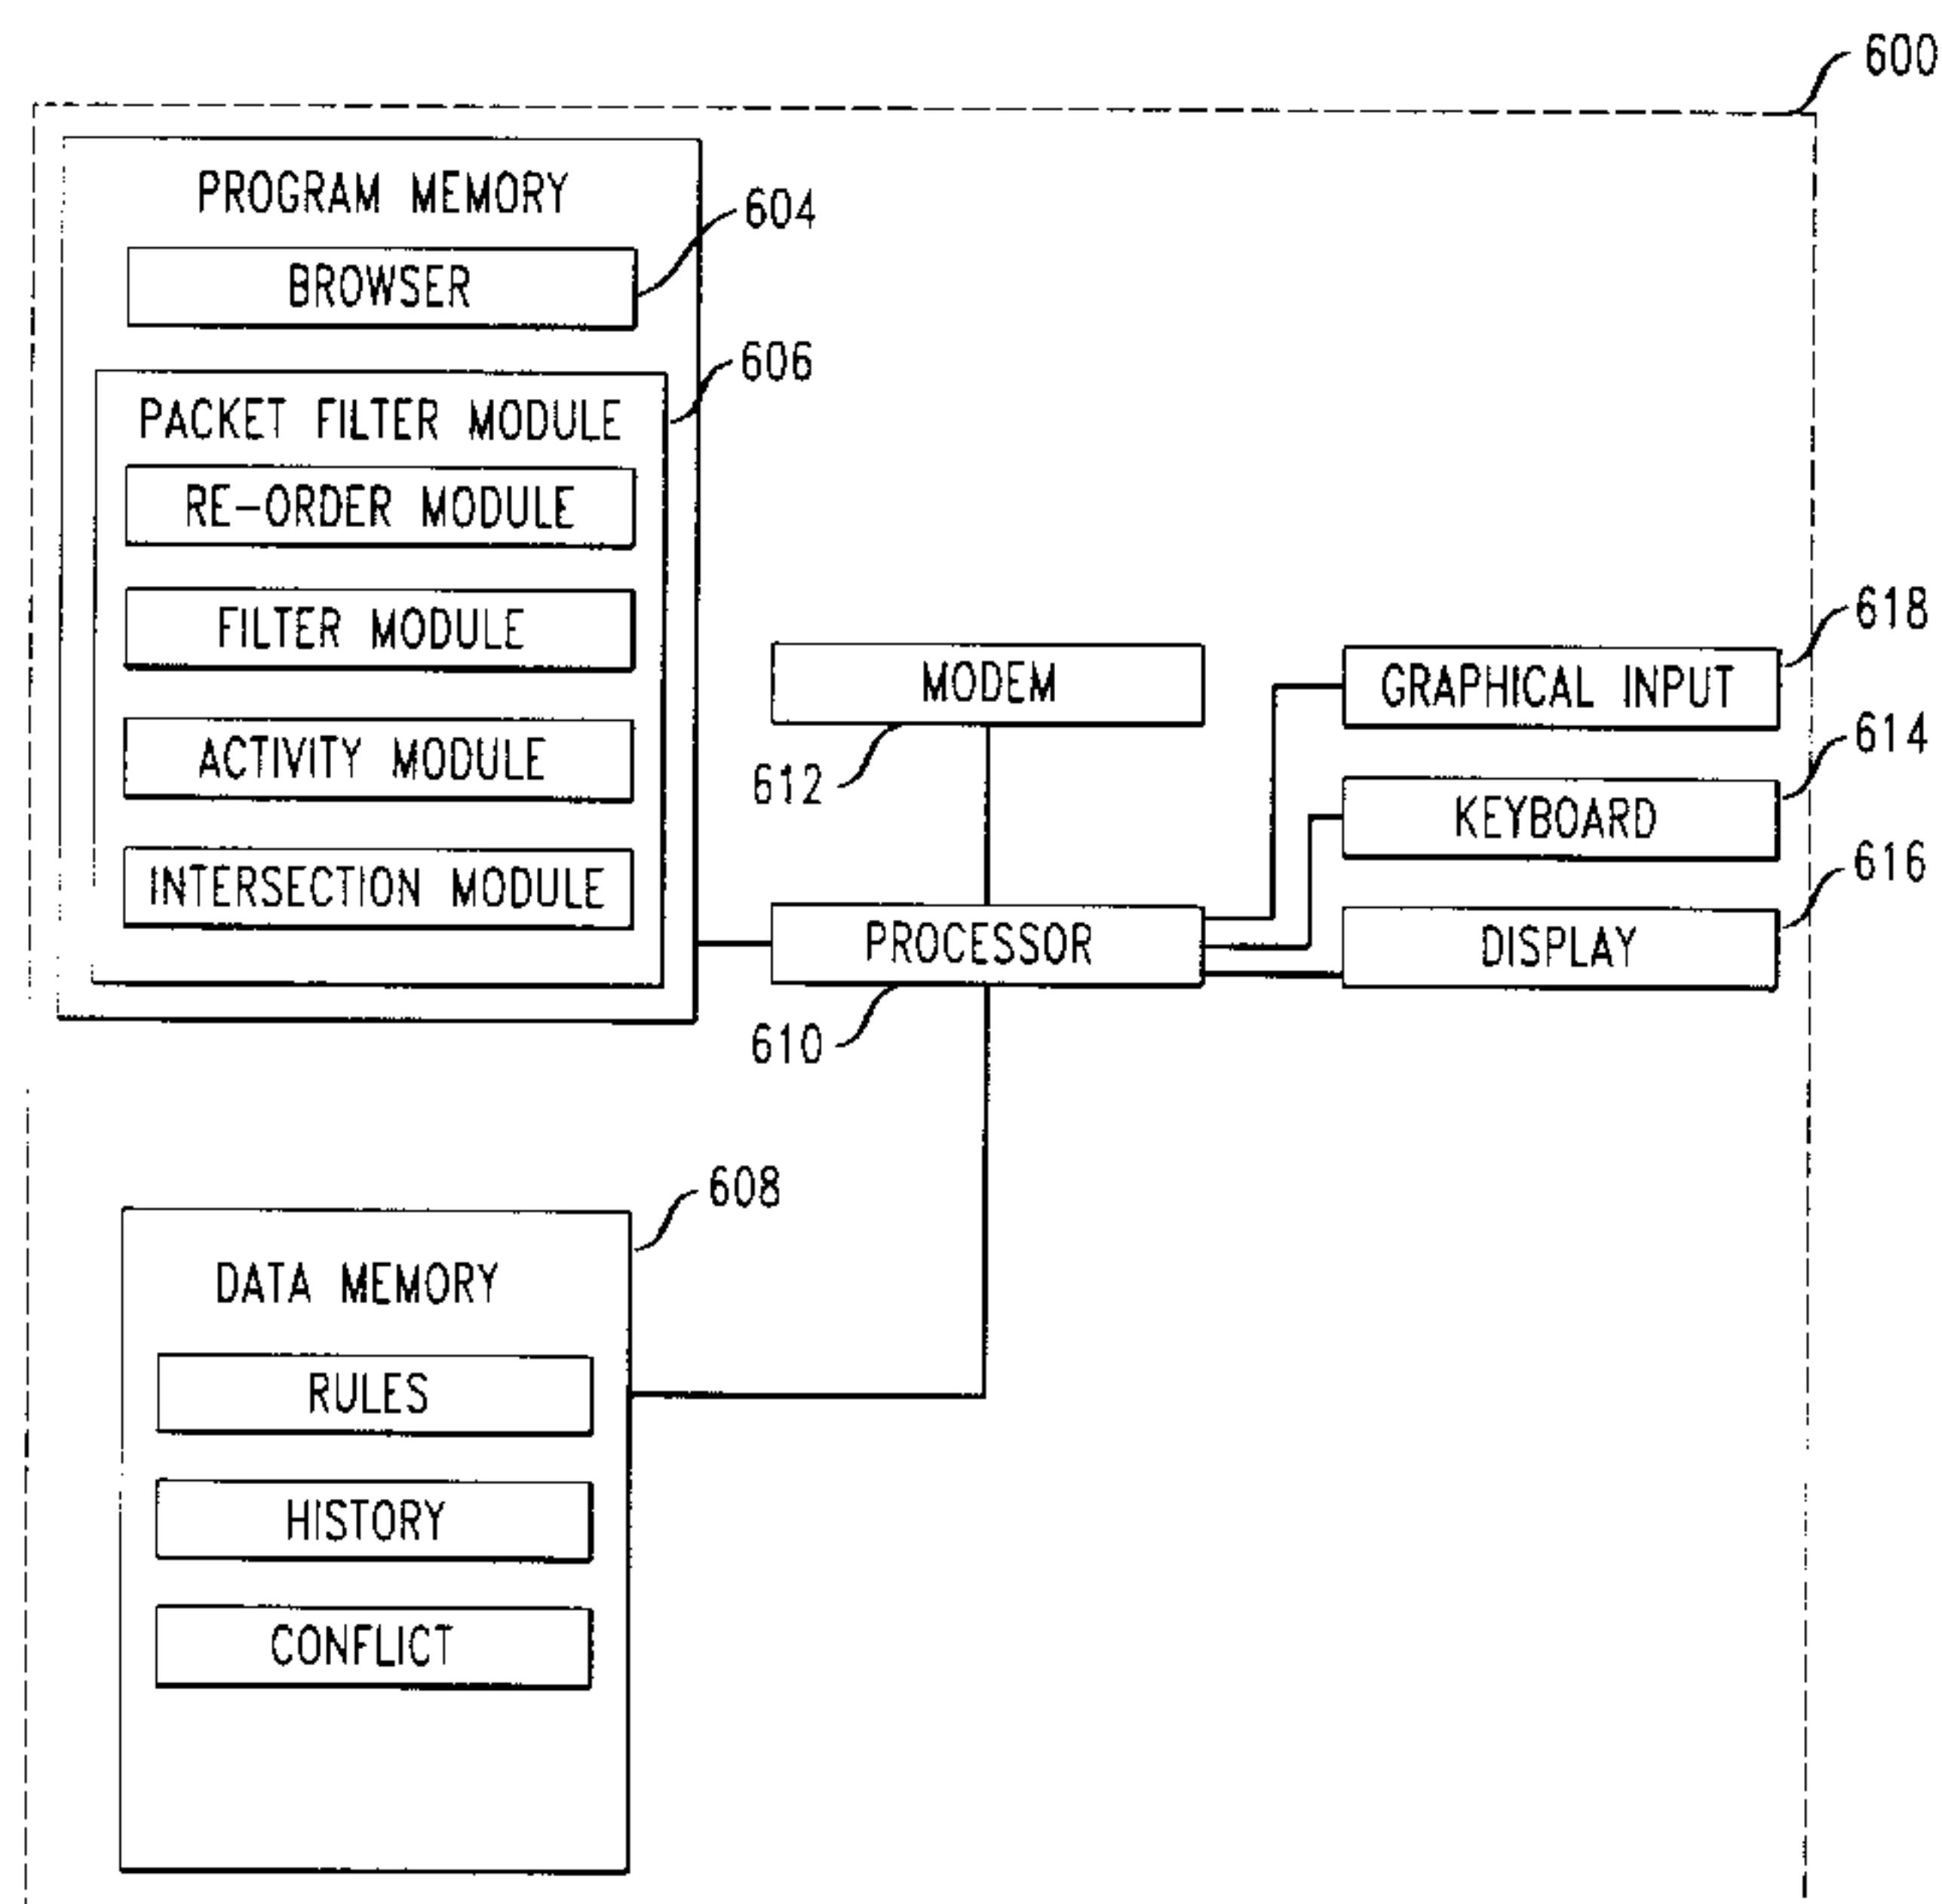 600
PROGRAM MEMORY
604
BROWSER
606
PACKET FILTER MODULE
RE-ORDER MODULE
FILTER MODULE
ACTIVITY MODULE
INTERSECTION MODULE
MODEM
612
PROCESSOR
610
618
GRAPHICAL INPUT
614
KEYBOARD
616
DISPLAY
608
DATA MEMORY
RULES
HISTORY
CONFLICT